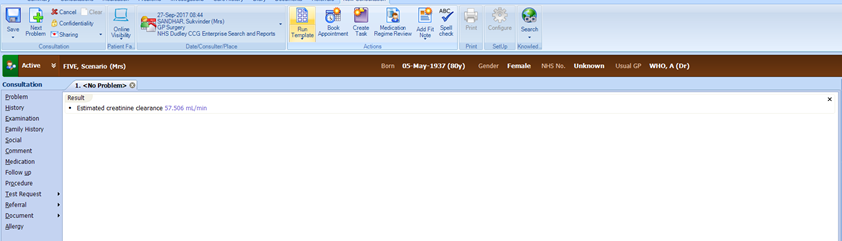 Save
Next Problem
Cancel
Clear
Confidentiality
Sharing
Consultation
Online Visibility
Patient Fa..
27-Sep-2017 08:44
SANDHAR, Sukvinder (Mrs)
GP Surgery
NHS Dudley CCG Enterprise Search and Reports
Date/Consulter/Place
Run Template
Book Appointment
Create Task
Medication Regime Review
Add Fit Note
ABC
Spell check
Actions
Print
Print
Configure
SetUp
Search
Knowled...
Active
FIVE, Scenario (Mrs)
Born 05-May-1937 (80y) Gender Female NHS No. Unknown Usual GP WHO, A (Dr)
Consultation
1. <No Problem>
Problem
History
Examination
Family History
Social
Comment
Medication
Follow up
Procedure
Test Request
Referral
Document
Allergy
Result
Estimated creatinine clearance 57.506 mL/min